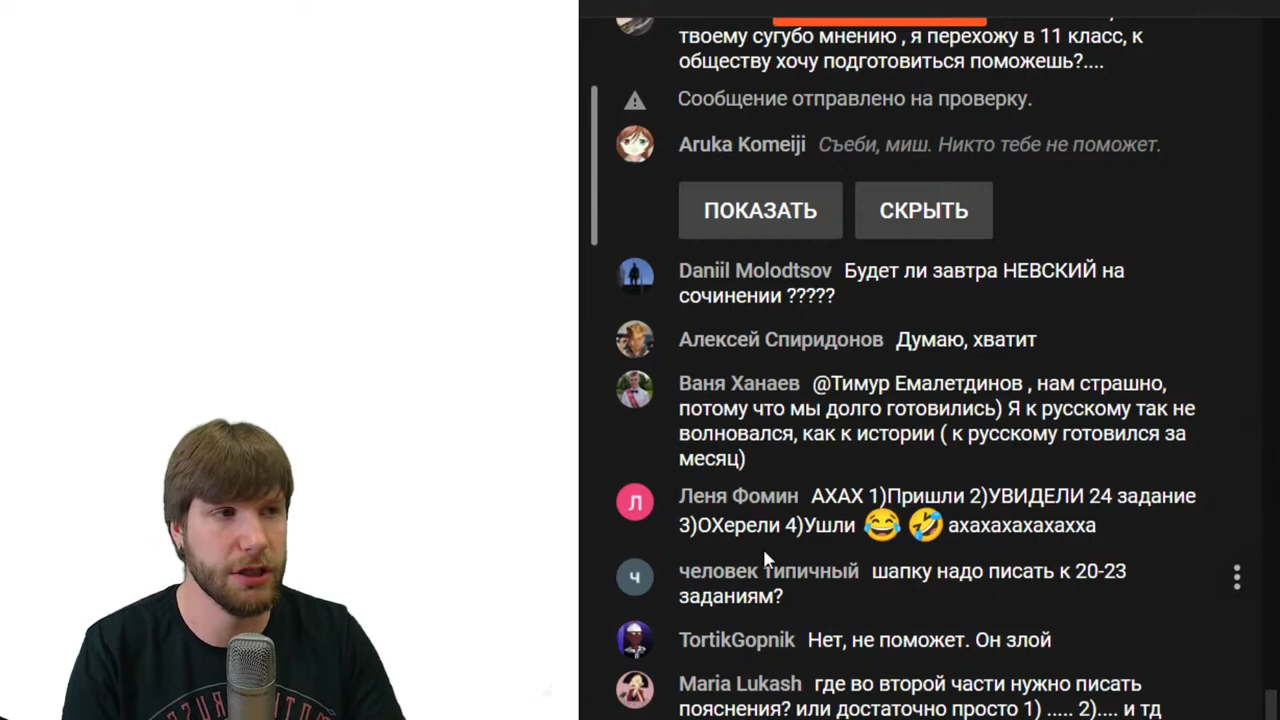 твоему сугубо мнению , я перехожу в 11 класс, к
обществу хочу подготовиться поможешь?....
Сообщение отправлено на проверку.
Aruka Komeiji Съеби, миш. Никто тебе не поможет.
ПОКАЗАТЬ СКРЫТЬ
Daniil Molodtsov Будет ли завтра НЕВСКИЙ на
сочинении ?????
Алексей Спиридонов Думаю, хватит
Ваня Ханаев @Тимур Емалетдинов , нам страшно,
потому что мы долго готовились) Я к русскому так не
волновался, как к истории ( к русскому готовился за
месяц)
Л Леня Фомин АХАХ 1)Пришли 2)УВИДЕЛИ 24 задание
3)ОХерели 4)Ушли 😂 🤣 ахахахахахахха
ч человек типичный шапку надо писать к 20-23
заданиям?
TortikGopnik Нет, не поможет. Он злой
Maria Lukash где во второй части нужно писать
пояснения? или достаточно просто 1) ..... 2).... и тд